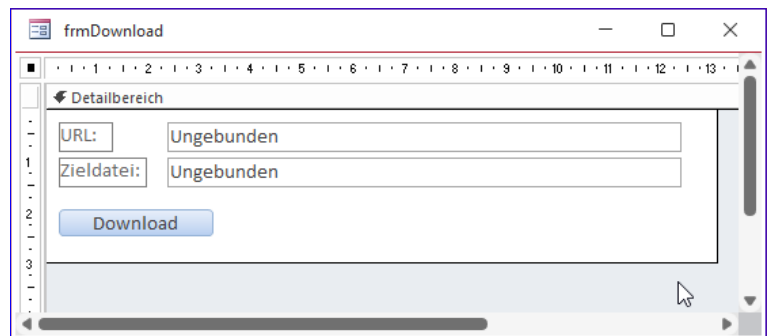 frmDownload
1 2 3 4 5 6 7 8 9 10 11 12 13
Detailbereich
URL: Ungebunden
1
Zieldatei: Ungebunden
2
Download
3